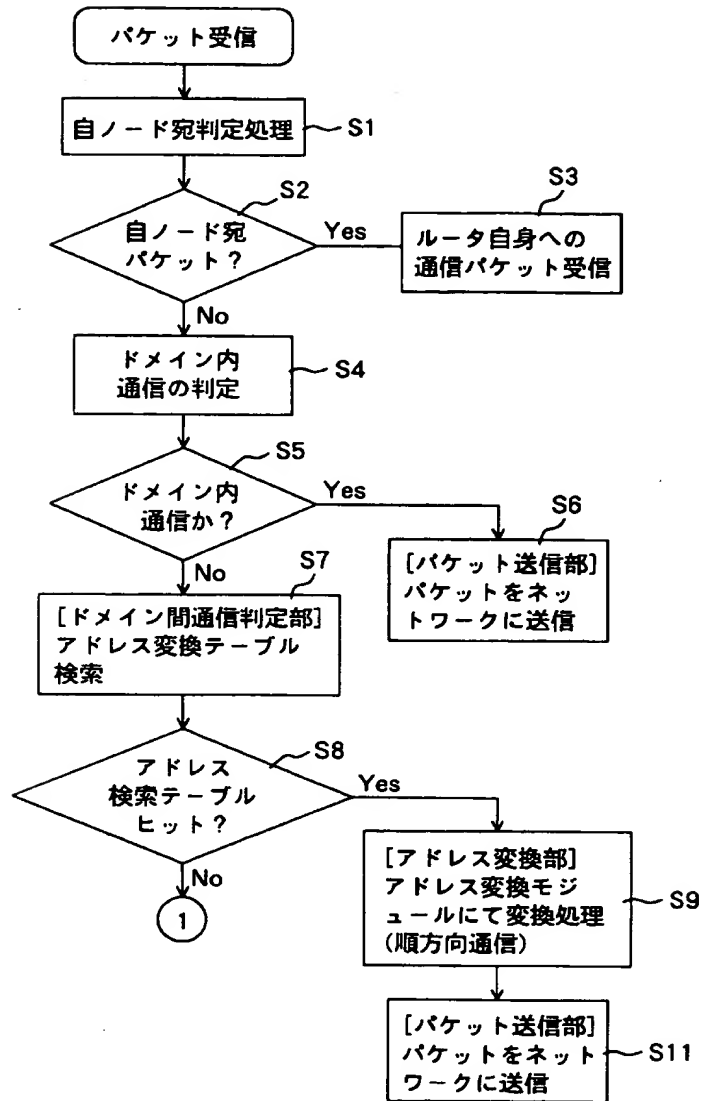 パケット受信
自ノード宛判定処理
S1
S2
自ノード宛
パケット?
Yes
S3
ルータ自身への
通信パケット受信
No
ドメイン内
通信の判定
S4
S5
ドメイン内
通信か?
Yes
S6
[パケット送信部]
パケットをネッ
トワークに送信
No
S7
[ドメイン間通信判定部]
アドレス変換テーブル
検索
S8
アドレス
検索テーブル
ヒット?
Yes
No
1
[アドレス変換部]
アドレス変換モジ
ュールにて変換処理
(順方向通信)
S9
[パケット送信部]
パケットをネット
ワークに送信
S11